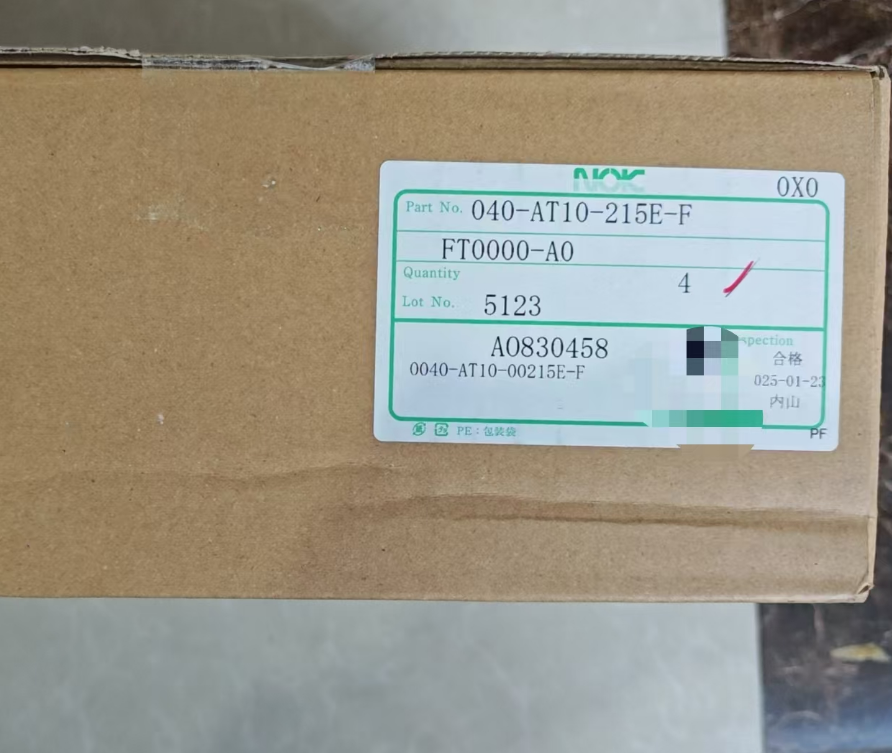 NOK
0X0
Part No. 040-AT10-215E-F
FT0000-A0
Quantity 4
Lot No. 5123
A0830458
spection
0040-AT10-00215E-F
合格
025-01-23
内山
PE：包装袋
PF